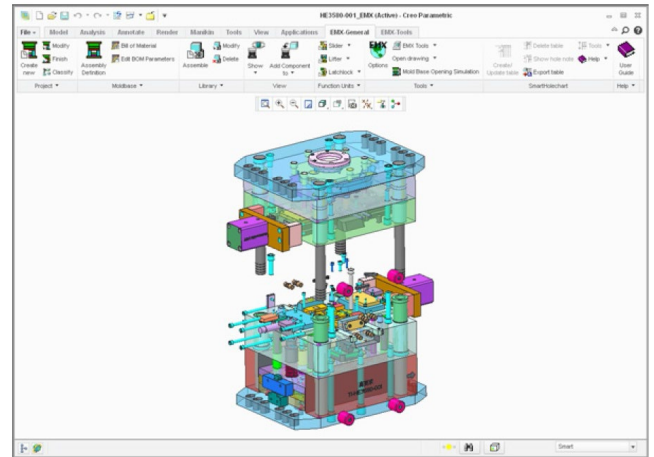 NE3580-001_EMX (Active) - Creo Parametric
File Model Analysis Annotate Render Manikin Tools View Applications EMX-General EMX-Tools
Create new
Modify
Finish
Classify
Project
Assembly Definition
Bill of Material
Edit BOM Parameters
Moldbase
Assemble
Modify
Delete
Library
Show
Add Component to
View
Slider
Lifter
Latchlock
Function Units
Options
EMX Tools
Open drawing
Mold Base Opening Simulation
Tools
Create/ Update table
Delete table
Show hole note
Export table
Tools
Help
SmartHolechart
User Guide
Help
Smart